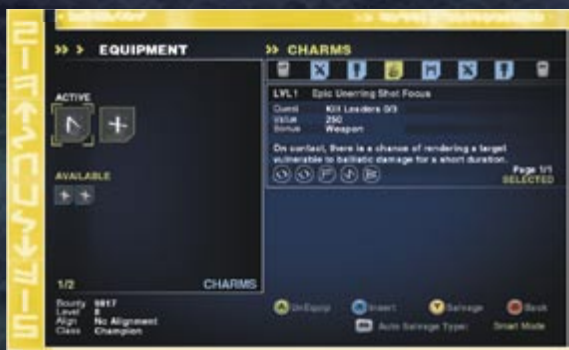 >> > EQUIPMENT
>> CHARMS
ACTIVE
LVL1 Epic Unerring Shot Focus
Quest Kill Leaders 0/3
Value 250
Bonus Weapon
On contact, there is a chance of rendering a target
vulnerable to ballistic damage for a short duration.
Page 1/1
SELECTED
AVAILABLE
1/2 CHARMS
Bounty 9817
Level 8
Align No Alignment
Class Champion
A UnEquip
Insert
Y Salvage
Back
Auto Salvage Type: Smart Mode